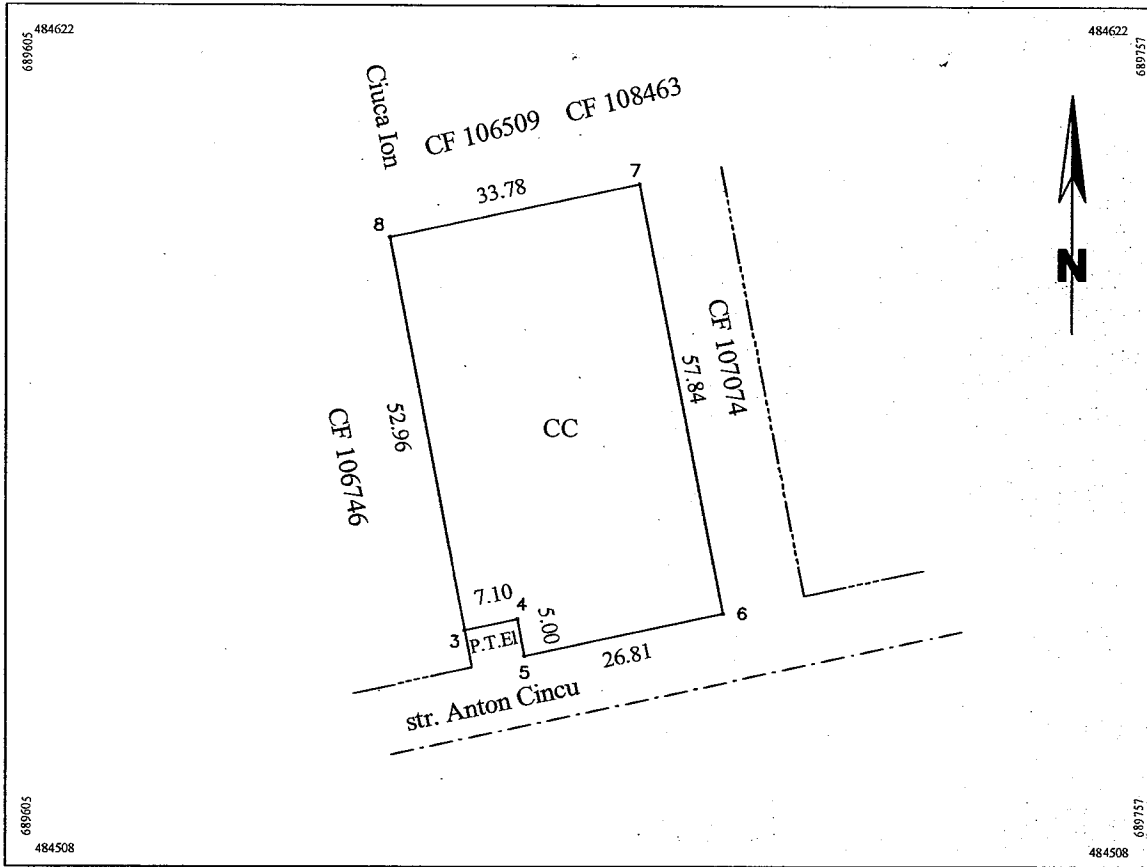 484622
689605
484622
689757
Ciuca Ion
CF 106509
CF 108463
7
33.78
8
N
CF 107074
57.84
52.96
CF 106746
CC
7.10
4
5.00
3
P.T.El
6
5
26.81
str. Anton Cincu
689605
484508
689757
484508